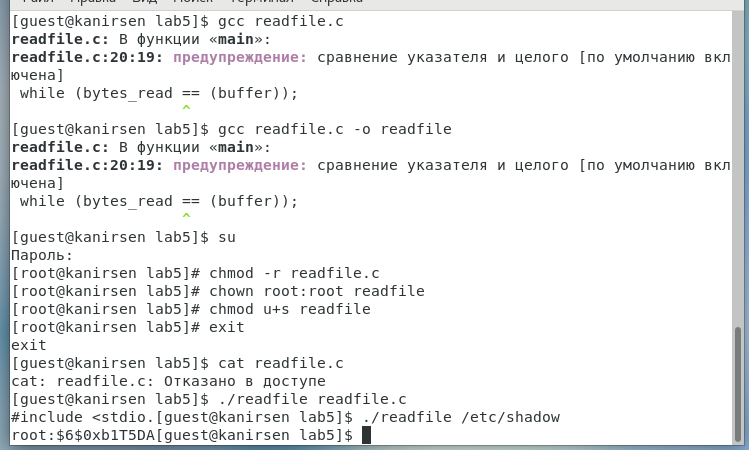 [guest@kanirsen lab5]$ gcc readfile.c
readfile.c: В функции «main»:
readfile.c:20:19: предупреждение: сравнение указателя и целого [по умолчанию вкл
ючена]
 while (bytes_read == (buffer));
                   ^
[guest@kanirsen lab5]$ gcc readfile.c -o readfile
readfile.c: В функции «main»:
readfile.c:20:19: предупреждение: сравнение указателя и целого [по умолчанию вкл
ючена]
 while (bytes_read == (buffer));
                   ^
[guest@kanirsen lab5]$ su
Пароль:
[root@kanirsen lab5]# chmod -r readfile.c
[root@kanirsen lab5]# chown root:root readfile
[root@kanirsen lab5]# chmod u+s readfile
[root@kanirsen lab5]# exit
exit
[guest@kanirsen lab5]$ cat readfile.c
cat: readfile.c: Отказано в доступе
[guest@kanirsen lab5]$ ./readfile readfile.c
#include <stdio.[guest@kanirsen lab5]$ ./readfile /etc/shadow
root:$6$0xb1T5DA[guest@kanirsen lab5]$